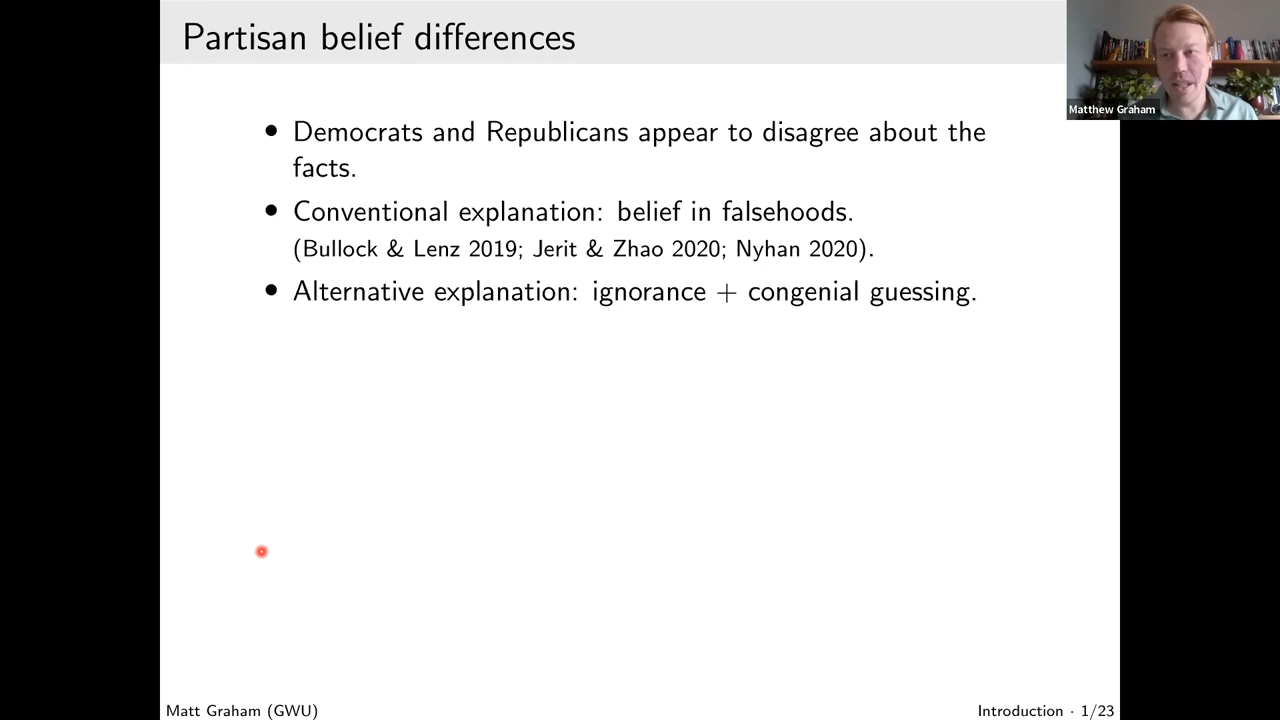 Partisan belief differences
Matthew Graham
• Democrats and Republicans appear to disagree about the
facts.
• Conventional explanation: belief in falsehoods.
(Bullock & Lenz 2019; Jerit & Zhao 2020; Nyhan 2020).
• Alternative explanation: ignorance + congenial guessing.
Matt Graham (GWU)
Introduction · 1/23